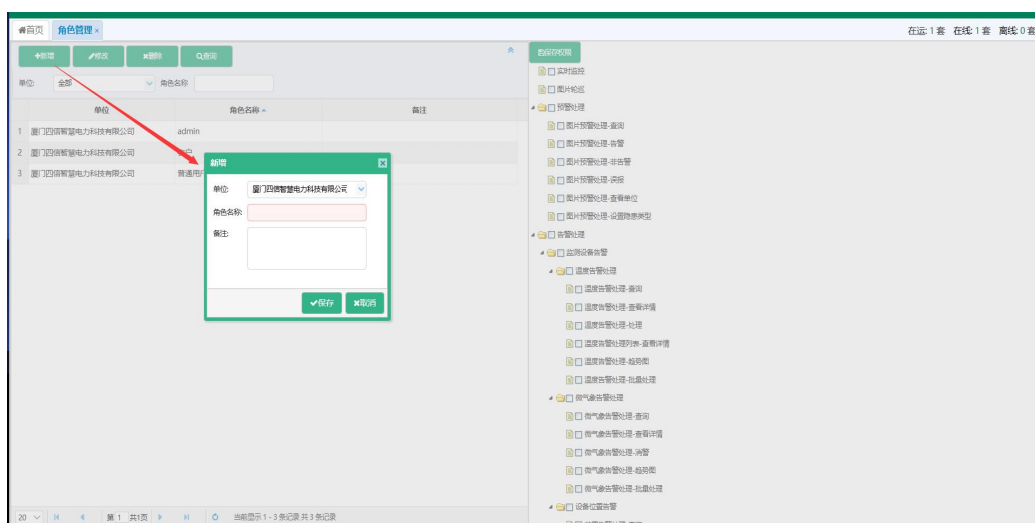 首页 角色管理 × 在运: 1 套 在线: 1 套 离线: 0 套
新增 修改 删除 查询
单位: 全部 角色名称
单位 角色名称 备注
1 厦门四信智慧电力科技有限公司 admin
2 厦门四信智慧电力科技有限公司
3 厦门四信智慧电力科技有限公司 普通用户
新增
单位: 厦门四信智慧电力科技有限公司
角色名称:
备注:
保存 取消
20 第 1 共1页 当前显示 1 - 3 条记录 共 3 条记录
保存权限
实时监控
图片轮巡
预警处理
图片预警处理-查询
图片预警处理-告警
图片预警处理-非告警
图片预警处理-误报
图片预警处理-查看单位
图片预警处理-设置隐患类型
告警处理
监测设备告警
温度告警处理
温度告警处理-查询
温度告警处理-查看详情
温度告警处理-处理
温度告警处理列表-查看详情
温度告警处理-趋势图
温度告警处理-批量处理
微气象告警处理
微气象告警处理-查询
微气象告警处理-查看详情
微气象告警处理-消警
微气象告警处理-趋势图
微气象告警处理-批量处理
设备位置告警